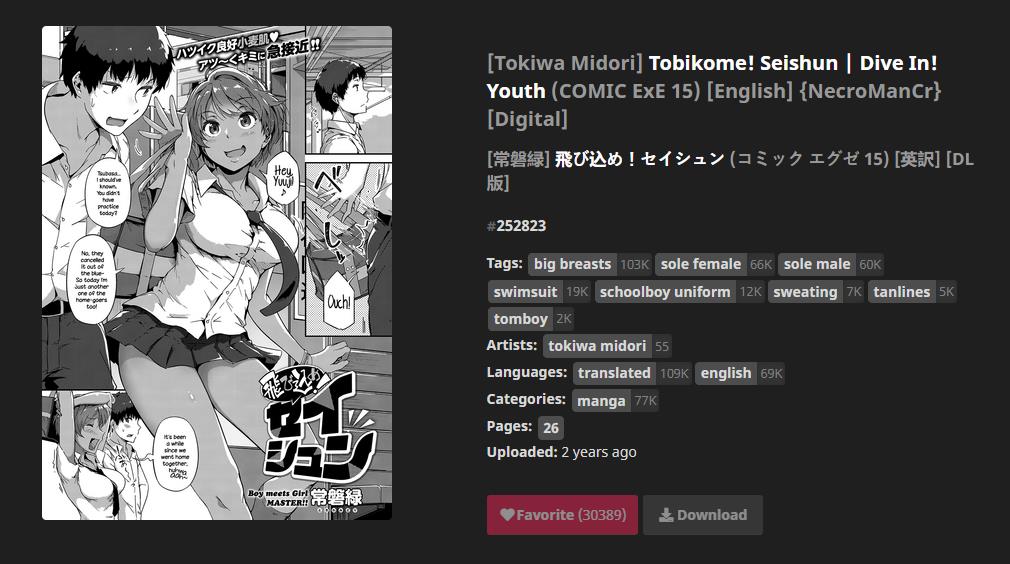 ハツイク良好小麦肌♥
アツ〜くキミに急接近!!
Tsubasa...
I should've
known.
You didn't
have
practice
today?
Hey,
Yuuji
♪
No, they
cancelled
it out of
the blue~
So today I'm
just another
one of the
home-goers
too!
Ouch!
It's been
a while
since we
went home
together,
huh~
飛び込め!
セイ
シュン
Boy meets Girl
MASTER!!
常磐緑
[Tokiwa Midori] Tobikome! Seishun | Dive In!
Youth (COMIC ExE 15) [English] {NecroManCr}
[Digital]
[常磐緑] 飛び込め！セイシュン (コミック エグゼ 15) [英訳] [DL
版]
#252823
Tags: big breasts 103K sole female 66K sole male 60K
swimsuit 19K schoolboy uniform 12K sweating 7K tanlines 5K
tomboy 2K
Artists: tokiwa midori 55
Languages: translated 109K english 69K
Categories: manga 77K
Pages: 26
Uploaded: 2 years ago
Favorite (30389) Download